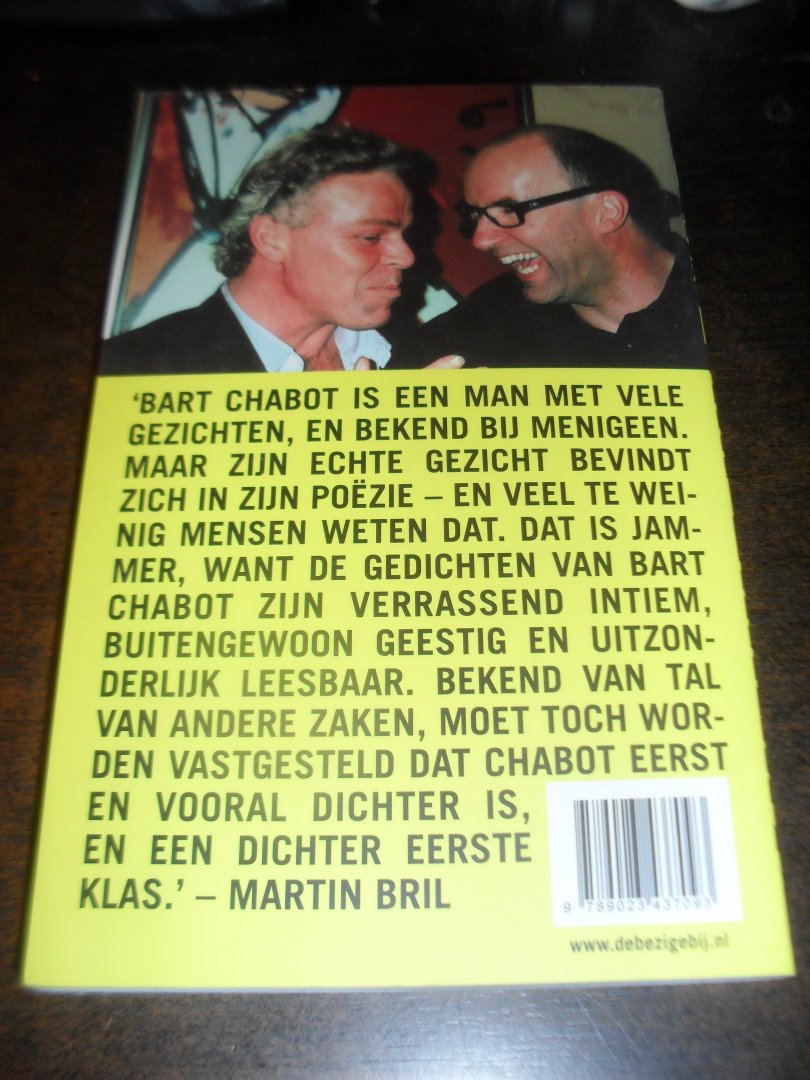 'BART CHABOT IS EEN MAN MET VELE
GEZICHTEN, EN BEKEND BIJ MENIGEEN.
MAAR ZIJN ECHTE GEZICHT BEVINDT
ZICH IN ZIJN POËZIE – EN VEEL TE WEI-
NIG MENSEN WETEN DAT. DAT IS JAM-
MER, WANT DE GEDICHTEN VAN BART
CHABOT ZIJN VERRASSEND INTIEM,
BUITENGEWOON GEESTIG EN UITZON-
DERLIJK LEESBAAR. BEKEND VAN TAL
VAN ANDERE ZAKEN, MOET TOCH WOR-
DEN VASTGESTELD DAT CHABOT EERST
EN VOORAL DICHTER IS,
EN EEN DICHTER EERSTE
KLAS.' – MARTIN BRIL
9 789023 437093
www.debezigebij.nl